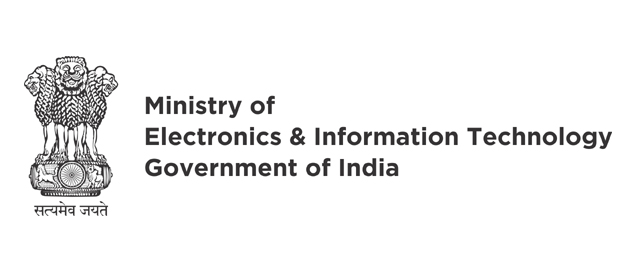 Ministry of
Electronics & Information Technology
Government of India
सत्यमेव जयते